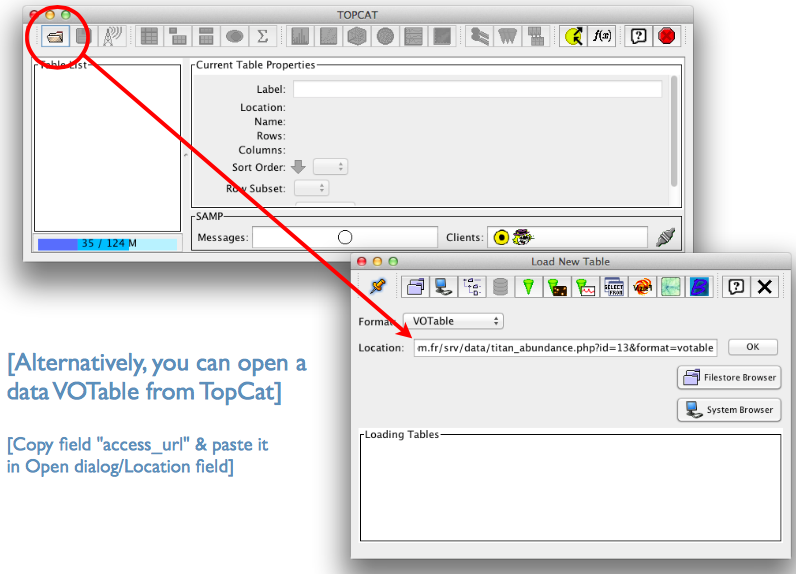 TOPCAT
Σ
f(x)
?
Table List
Current Table Properties
Label:
Location:
Name:
Rows:
Columns:
Sort Order:
Row Subset:
35 / 124 M
SAMP
Messages:
Clients:
Load New Table
SELECT
FROM
?
Format:
VOTable
Location:
m.fr/srv/data/titan_abundance.php?id=13&format=votable
OK
Filestore Browser
System Browser
Loading Tables
[Alternatively, you can open a
data VOTable from TopCat]
[Copy field "access_url" & paste it
in Open dialog/Location field]